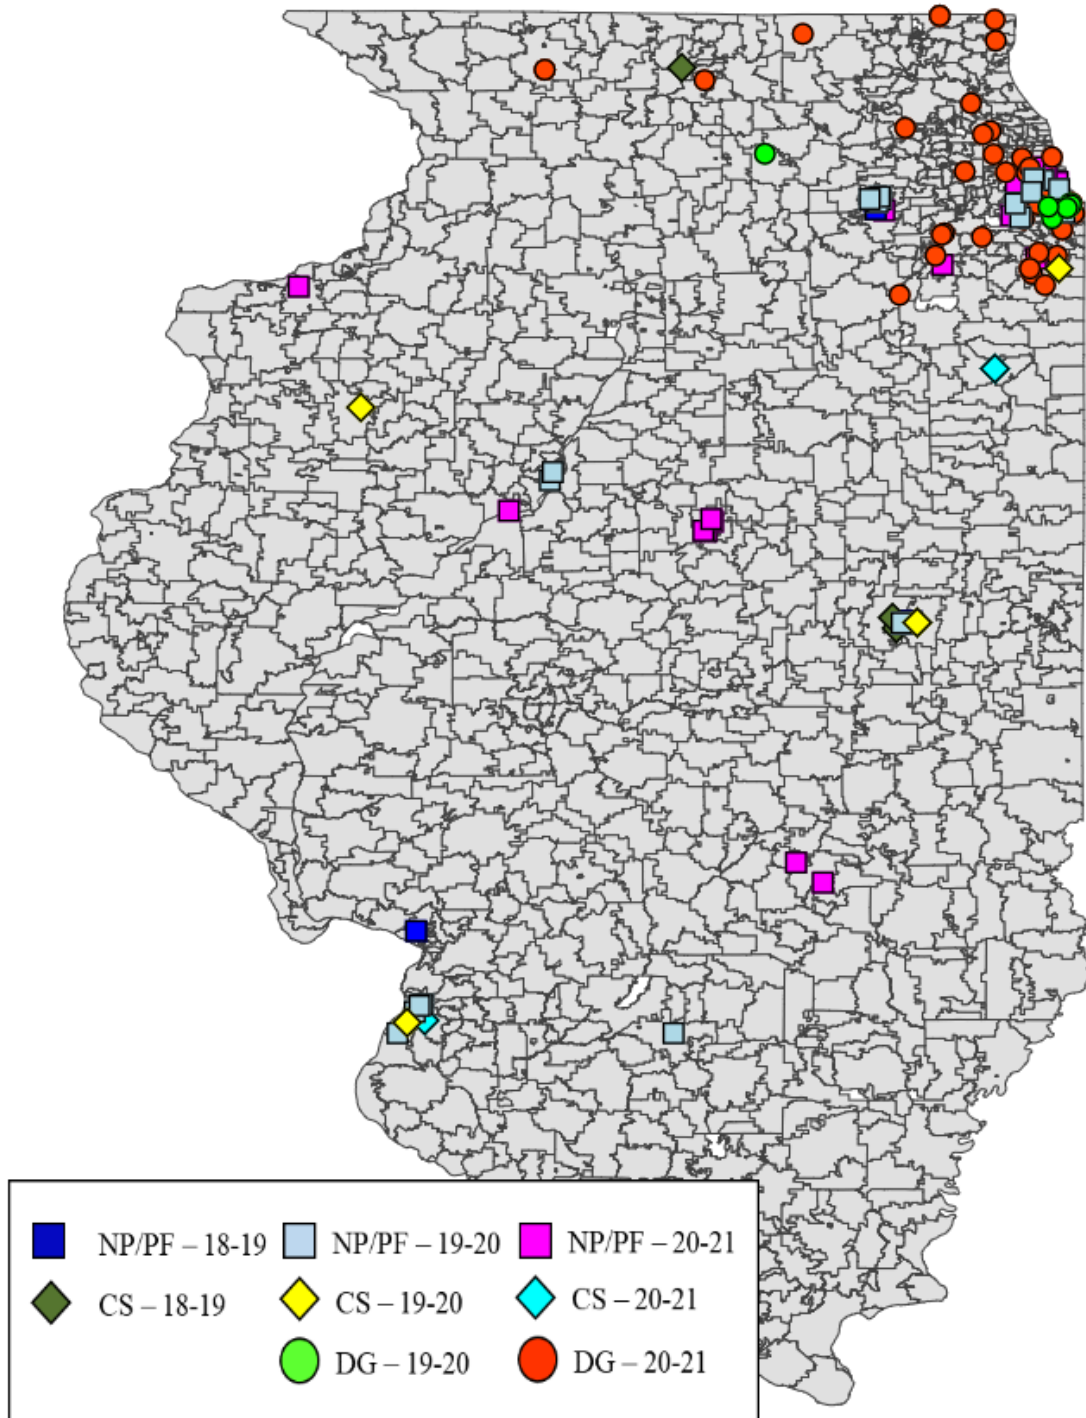 NP/PF – 18-19 NP/PF – 19-20 NP/PF – 20-21
CS – 18-19 CS – 19-20 CS – 20-21
DG – 19-20 DG – 20-21